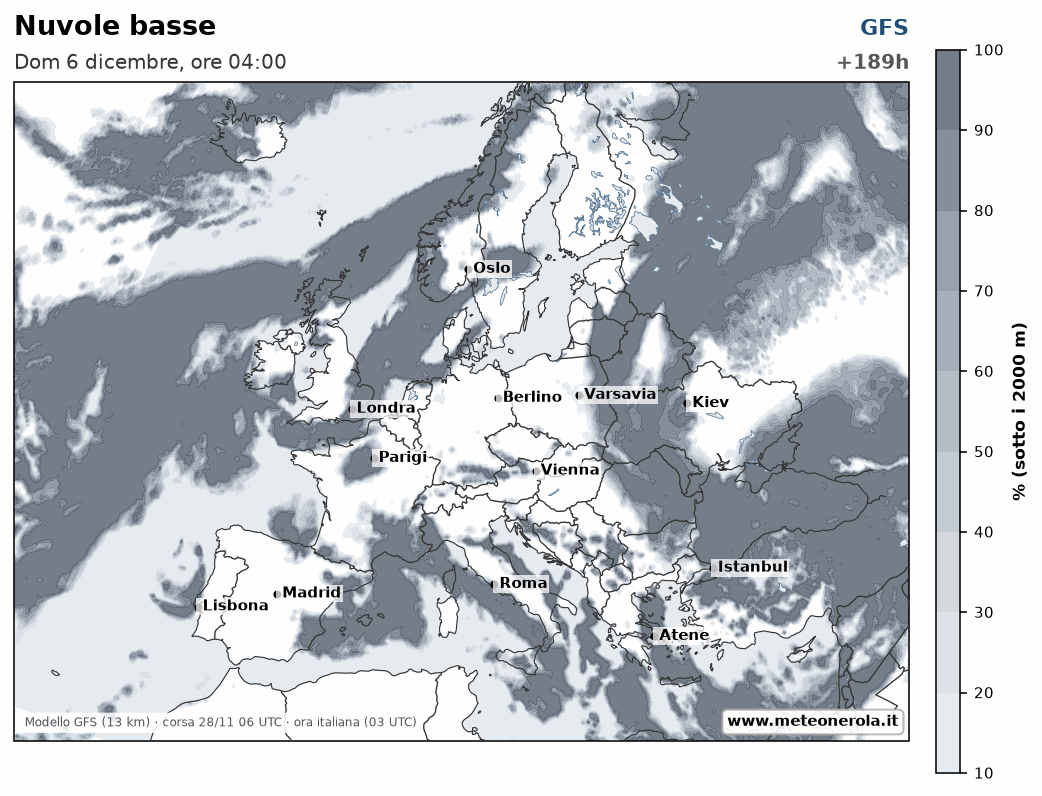 Nuvole basse
GFS
Dom 6 dicembre, ore 04:00
+189h
100
90
80
70
60
50
40
30
20
10
% (sotto i 2000 m)
Oslo
Londra
Berlino
Varsavia
Kiev
Parigi
Vienna
Istanbul
Roma
Madrid
Lisbona
Atene
Modello GFS (13 km) · corsa 28/11 06 UTC · ora italiana (03 UTC)
www.meteonerola.it